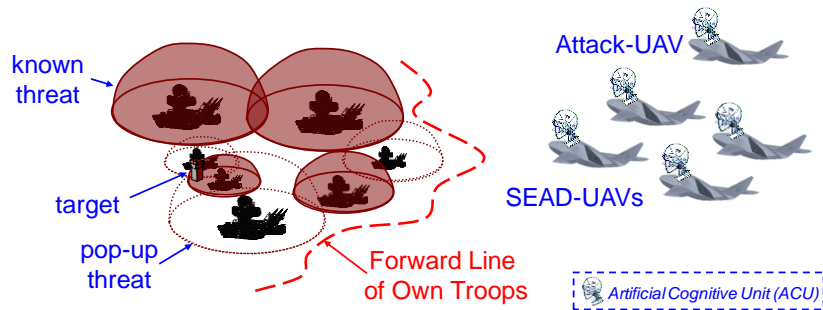 known
threat
target
pop-up
threat
Forward Line
of Own Troops
Attack-UAV
SEAD-UAVs
Artificial Cognitive Unit (ACU)